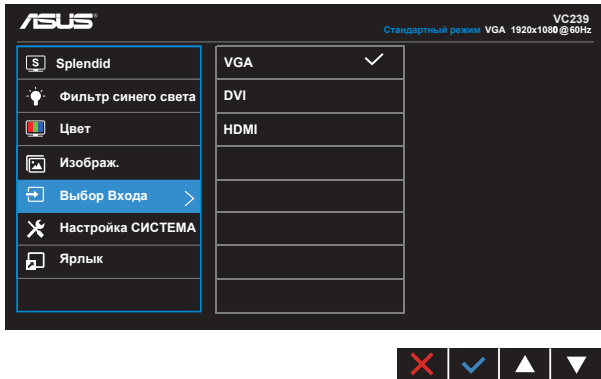 ASUS
VC239
Стандартный режим VGA 1920x1080@60Hz
S Splendid
Фильтр синего света
Цвет
Изображ.
Выбор Входа
Настройка СИСТЕМА
Ярлык
VGA
DVI
HDMI